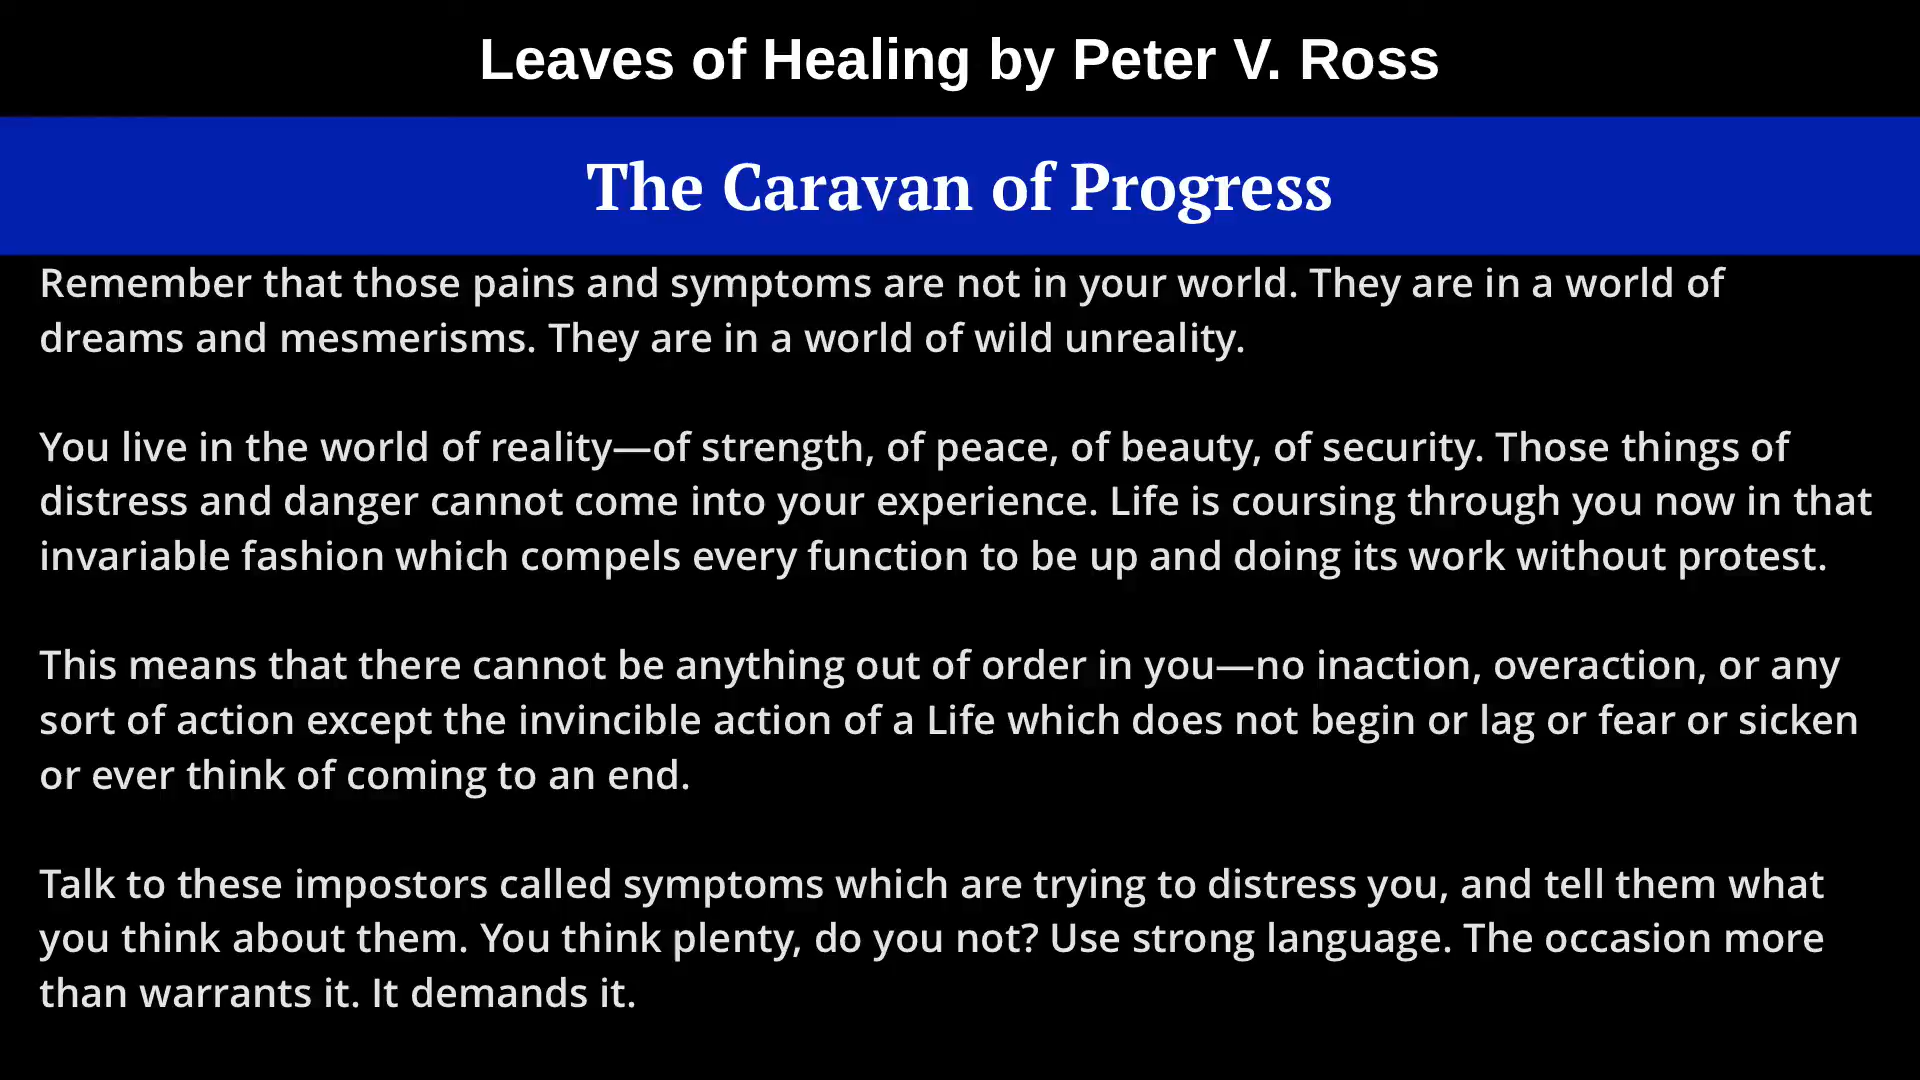 Leaves of Healing by Peter V. Ross
The Caravan of Progress
Remember that those pains and symptoms are not in your world. They are in a world of
dreams and mesmerisms. They are in a world of wild unreality.
You live in the world of reality—of strength, of peace, of beauty, of security. Those things of
distress and danger cannot come into your experience. Life is coursing through you now in that
invariable fashion which compels every function to be up and doing its work without protest.
This means that there cannot be anything out of order in you—no inaction, overaction, or any
sort of action except the invincible action of a Life which does not begin or lag or fear or sicken
or ever think of coming to an end.
Talk to these impostors called symptoms which are trying to distress you, and tell them what
you think about them. You think plenty, do you not? Use strong language. The occasion more
than warrants it. It demands it.